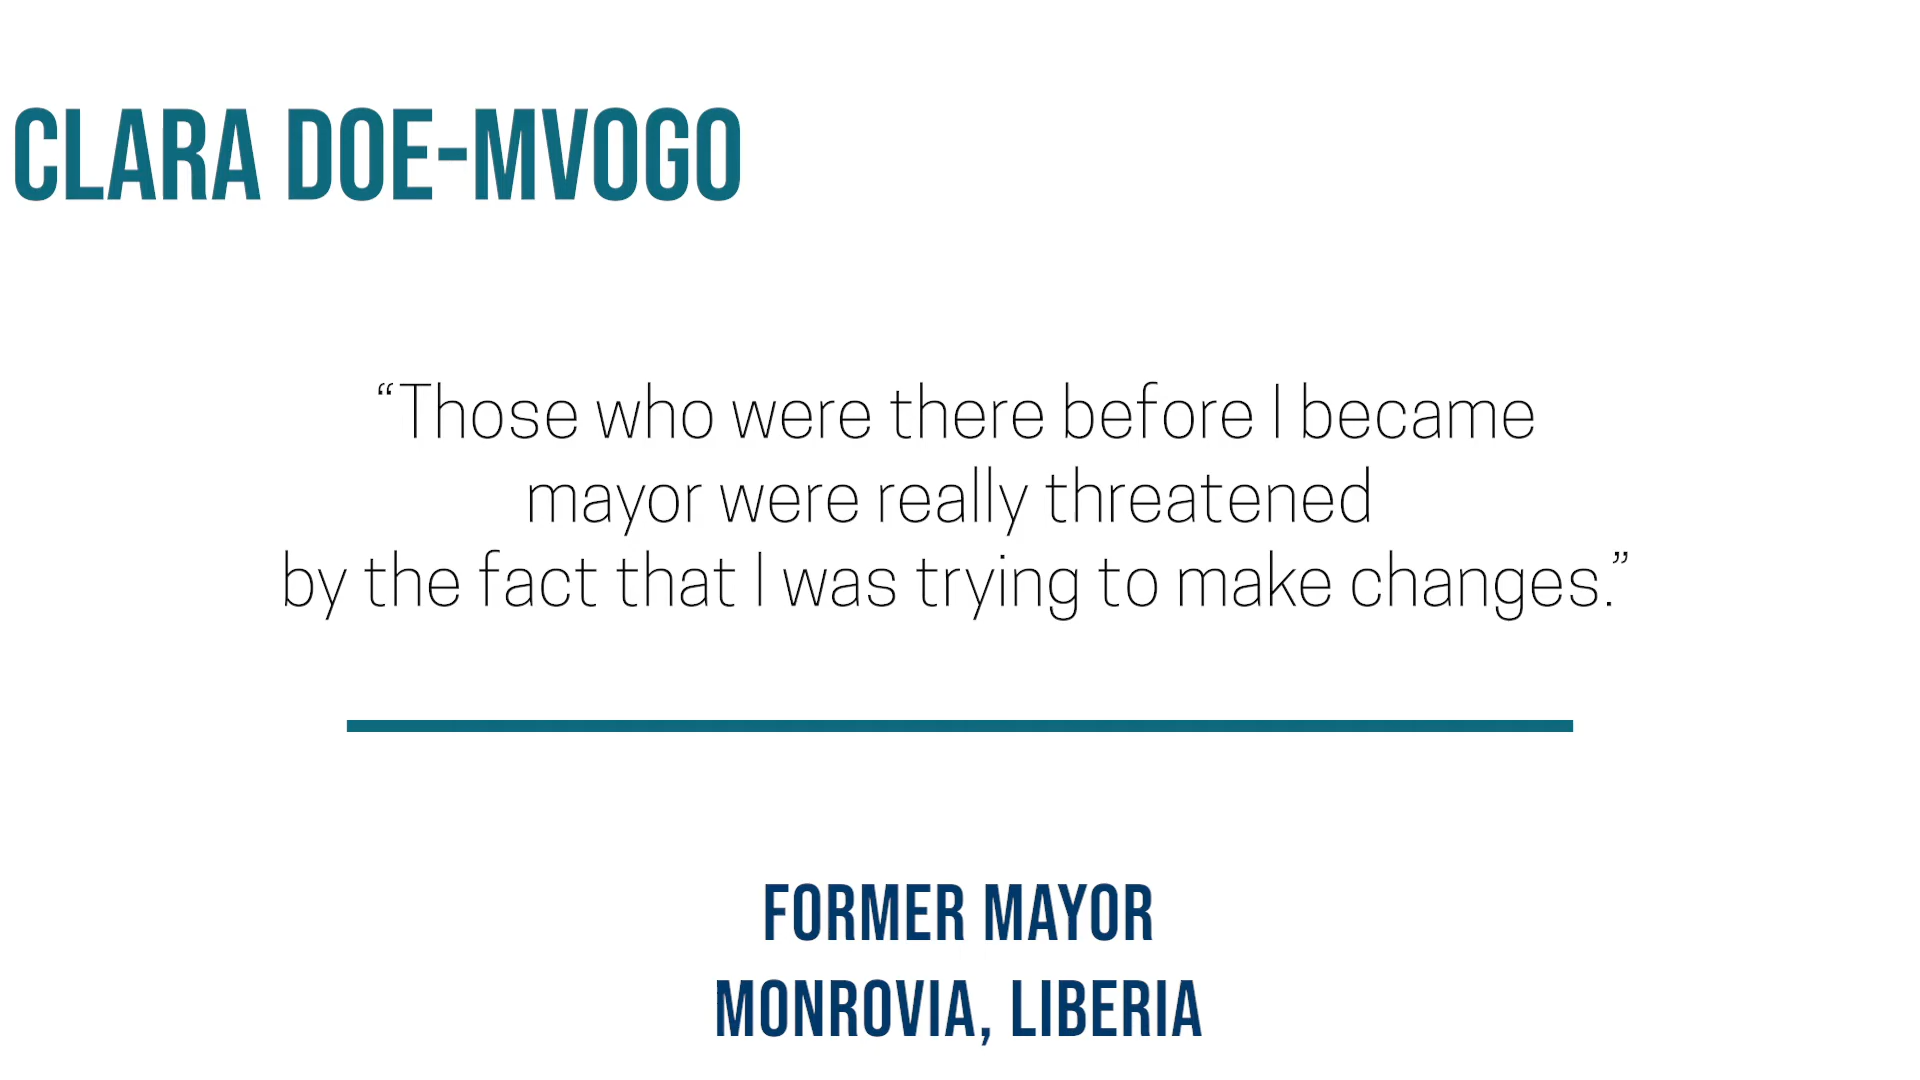 CLARA DOE-MVOGO
“Those who were there before I became
mayor were really threatened
by the fact that I was trying to make changes.”
FORMER MAYOR
MONROVIA, LIBERIA